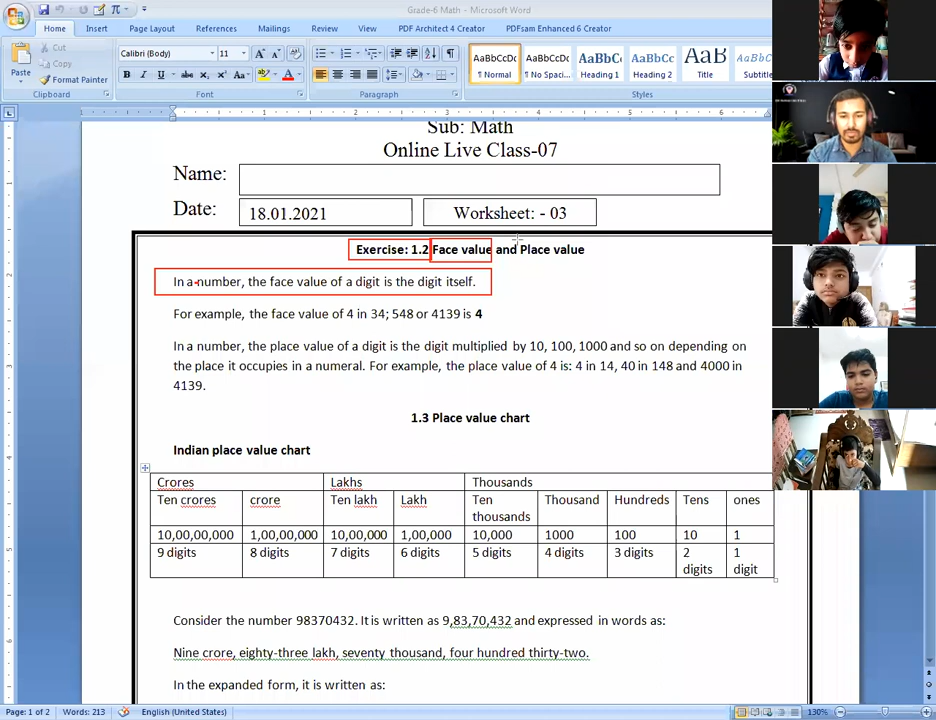 Grade-6 Math - Microsoft Word
Home Insert Page Layout References Mailings Review View PDF Architect 4 Creator PDFsam Enhanced 6 Creator
Paste
Cut
Copy
Format Painter
Clipboard
Calibri (Body) 11
Font
Paragraph
AaBbCcDc AaBbCcDc AaBbC AaBbCc AaB AaBbCc
¶ Normal ¶ No Spaci... Heading 1 Heading 2 Title Subtitle
Styles
Sub: Math
Online Live Class-07
Name:
Date: 18.01.2021 Worksheet: - 03
Exercise: 1.2 Face value and Place value
In a number, the face value of a digit is the digit itself.
For example, the face value of 4 in 34; 548 or 4139 is 4
In a number, the place value of a digit is the digit multiplied by 10, 100, 1000 and so on depending on
the place it occupies in a numeral. For example, the place value of 4 is: 4 in 14, 40 in 148 and 4000 in
4139.
1.3 Place value chart
Indian place value chart
Crores Lakhs Thousands
Ten crores crore Ten lakh Lakh Ten thousands Thousand Hundreds Tens ones
10,00,00,000 1,00,00,000 10,00,000 1,00,000 10,000 1000 100 10 1
9 digits 8 digits 7 digits 6 digits 5 digits 4 digits 3 digits 2 digits 1 digit
Consider the number 98370432. It is written as 9,83,70,432 and expressed in words as:
Nine crore, eighty-three lakh, seventy thousand, four hundred thirty-two.
In the expanded form, it is written as:
Page: 1 of 2 Words: 213 English (United States) 130%